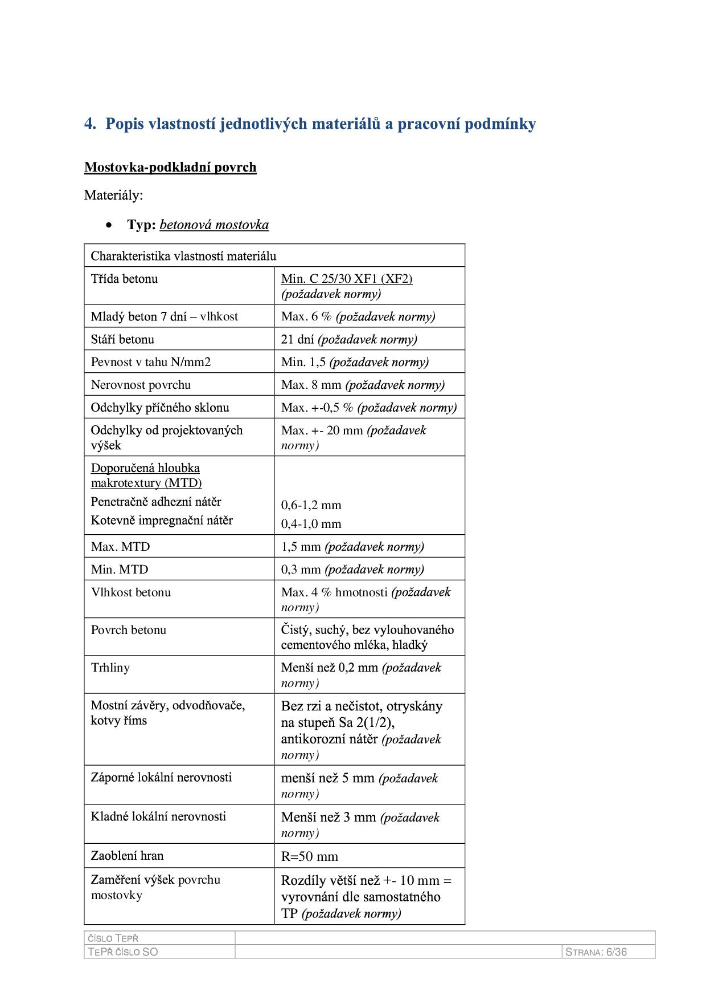 4. Popis vlastností jednotlivých materiálů a pracovní podmínky
Mostovka-podkladní povrch
Materiály:
• Typ: betonová mostovka
Charakteristika vlastností materiálu
Třída betonu
Min. C 25/30 XF1 (XF2)
(požadavek normy)
Mladý beton 7 dní – vlhkost
Max. 6 % (požadavek normy)
Stáří betonu
21 dní (požadavek normy)
Pevnost v tahu N/mm2
Min. 1,5 (požadavek normy)
Nerovnost povrchu
Max. 8 mm (požadavek normy)
Odchylky příčného sklonu
Max. +-0,5 % (požadavek normy)
Odchylky od projektovaných
výšek
Max. +- 20 mm (požadavek
normy)
Doporučená hloubka
makrotextury (MTD)
Penetračně adhezní nátěr
0,6-1,2 mm
Kotevně impregnační nátěr
0,4-1,0 mm
Max. MTD
1,5 mm (požadavek normy)
Min. MTD
0,3 mm (požadavek normy)
Vlhkost betonu
Max. 4 % hmotnosti (požadavek
normy)
Povrch betonu
Čistý, suchý, bez vylouhovaného
cementového mléka, hladký
Trhliny
Menší než 0,2 mm (požadavek
normy)
Mostní závěry, odvodňovače,
kotvy říms
Bez rzi a nečistot, otryskány
na stupeň Sa 2(1/2),
antikorozní nátěr (požadavek
normy)
Záporné lokální nerovnosti
menší než 5 mm (požadavek
normy)
Kladné lokální nerovnosti
Menší než 3 mm (požadavek
normy)
Zaoblení hran
R=50 mm
Zaměření výšek povrchu
mostovky
Rozdíly větší než +- 10 mm =
vyrovnání dle samostatného
TP (požadavek normy)
ČÍSLO TEPŘ
TEPŘ ČÍSLO SO
STRANA: 6/36